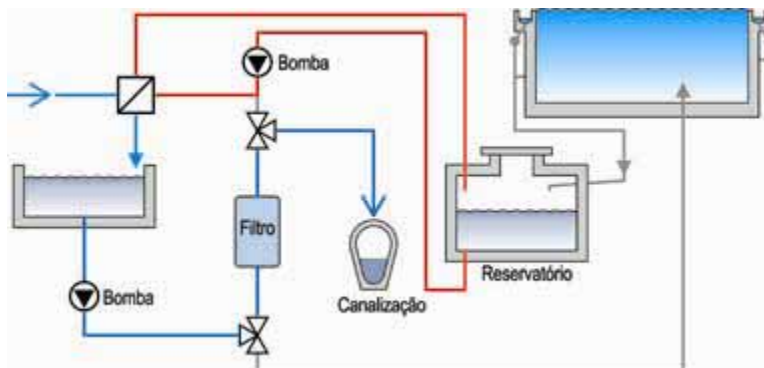 Bomba
Filtro
Canalização
Reservatório
Bomba